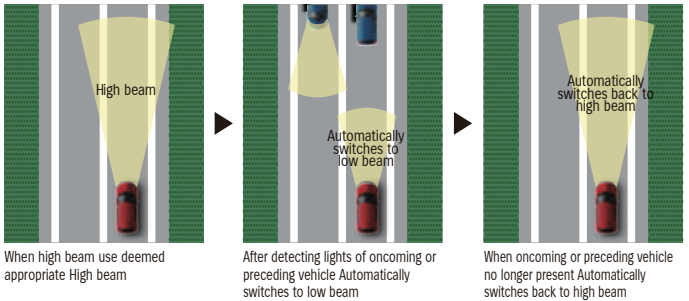 High beam
When high beam use deemed
appropriate High beam
Automatically
switches to
low beam
After detecting lights of oncoming or
preceding vehicle Automatically
switches to low beam
Automatically
switches back to
high beam
When oncoming or preceding vehicle
no longer present Automatically
switches back to high beam